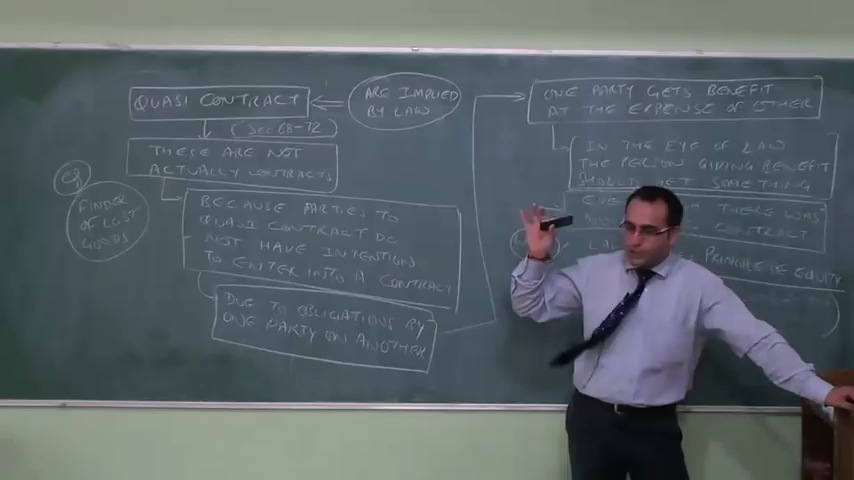 QUASI CONTRACT
ARE IMPLIED
BY LAW
(Sec 68-72)
THESE ARE NOT
ACTUALLY CONTRACTS
eg
FINDER
OF LOST
GOODS
BECAUSE PARTIES TO
QUASI CONTRACT DO
NOT HAVE INTENTION
TO ENTER INTO A CONTRACT
DUE TO OBLIGATIONS BY
ONE PARTY ON ANOTHER
ONE PARTY GETS BENEFIT
AT THE EXPENSE OF OTHER
IN THE EYE OF LAW
THE PERSON GIVING BENEFIT
SHOULD GET SOMETHING
THERE WAS
CONTRACT
PRINCIPLE OF EQUITY